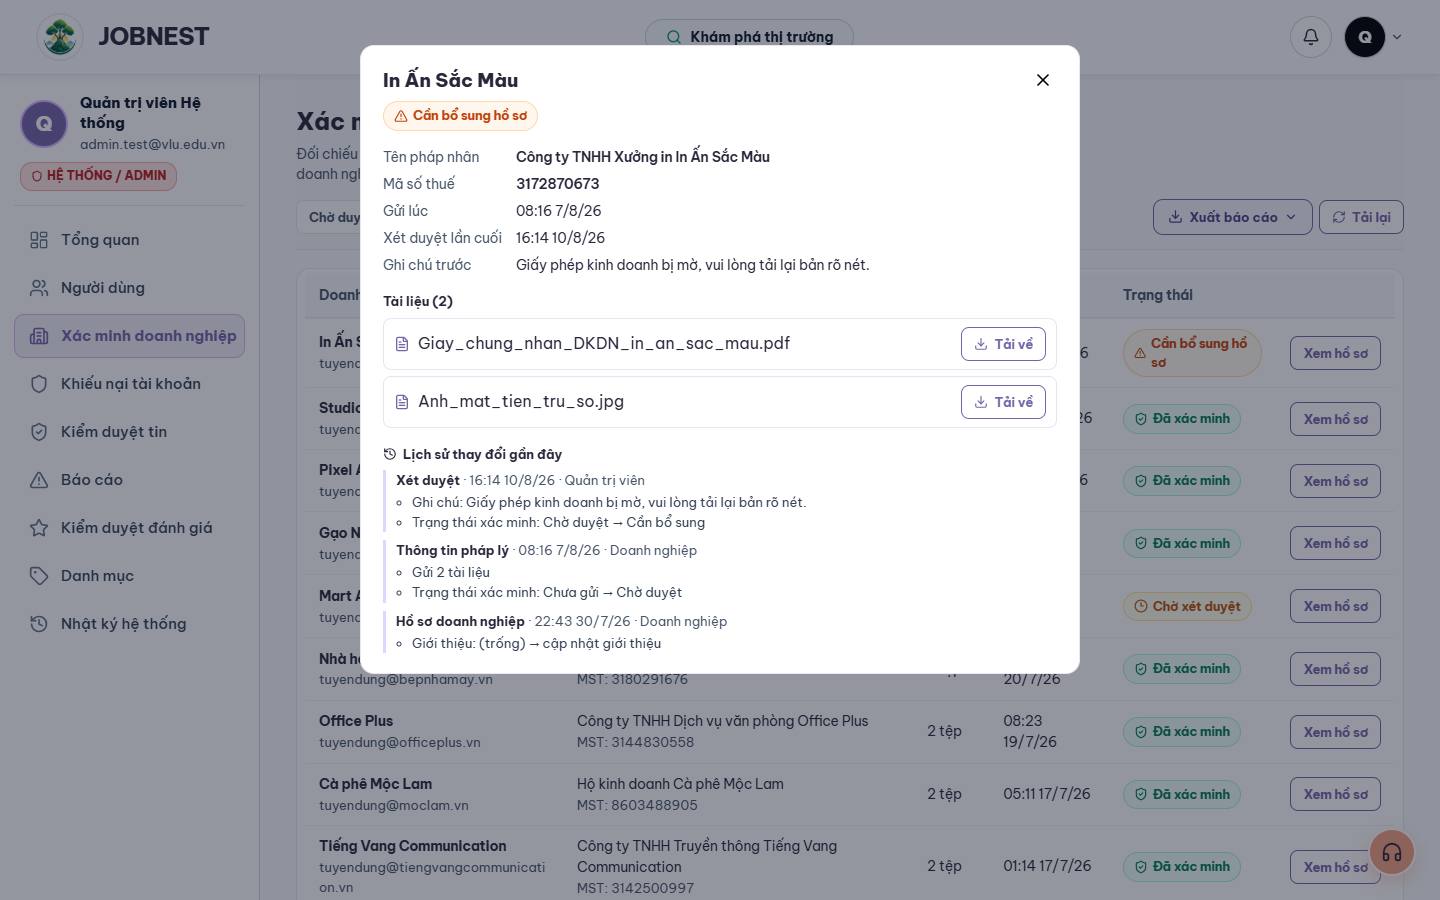 JOBNEST
Khám phá thị trường
Q
Quản trị viên Hệ
thống
admin.test@vlu.edu.vn
Q
HỆ THỐNG / ADMIN
Tổng quan
Người dùng
Xác minh doanh nghiệp
Khiếu nại tài khoản
Kiểm duyệt tin
Báo cáo
Kiểm duyệt đánh giá
Danh mục
Nhật ký hệ thống
Đối chiếu
Xuất báo cáo
Tải lại
In Ấn Sắc Màu
Cần bổ sung hồ sơ
Tên pháp nhân Công ty TNHH Xưởng in In Ấn Sắc Màu
Mã số thuế 3172870673
Gửi lúc 08:16 7/8/26
Xét duyệt lần cuối 16:14 10/8/26
Ghi chú trước Giấy phép kinh doanh bị mờ, vui lòng tải lại bản rõ nét.
Tài liệu (2)
Giay_chung_nhan_DKDN_in_an_sac_mau.pdf Tải về
Anh_mat_tien_tru_so.jpg Tải về
Lịch sử thay đổi gần đây
Xét duyệt · 16:14 10/8/26 · Quản trị viên
Ghi chú: Giấy phép kinh doanh bị mờ, vui lòng tải lại bản rõ nét.
Trạng thái xác minh: Chờ duyệt → Cần bổ sung
Thông tin pháp lý · 08:16 7/8/26 · Doanh nghiệp
Gửi 2 tài liệu
Trạng thái xác minh: Chưa gửi → Chờ duyệt
Hồ sơ doanh nghiệp · 22:43 30/7/26 · Doanh nghiệp
Giới thiệu: (trống) → cập nhật giới thiệu
Trạng thái
Cần bổ sung hồ
sơ
Xem hồ sơ
Đã xác minh Xem hồ sơ
Đã xác minh Xem hồ sơ
Đã xác minh Xem hồ sơ
Chờ xét duyệt Xem hồ sơ
tuyendung@bepnhamay.vn MST: 3180291676 20/7/26 Đã xác minh Xem hồ sơ
Office Plus Công ty TNHH Dịch vụ văn phòng Office Plus 2 tệp 08:23 Đã xác minh Xem hồ sơ
tuyendung@officeplus.vn MST: 3144830558 19/7/26
Cà phê Mộc Lam Hộ kinh doanh Cà phê Mộc Lam 2 tệp 05:11 17/7/26 Đã xác minh Xem hồ sơ
tuyendung@moclam.vn MST: 8603488905
Tiếng Vang Communication Công ty TNHH Truyền thông Tiếng Vang
tuyendung@tiengvangcommunicati Communication 2 tệp 01:14 17/7/26 Đã xác minh Xem hồ sơ
on.vn MST: 3142500997